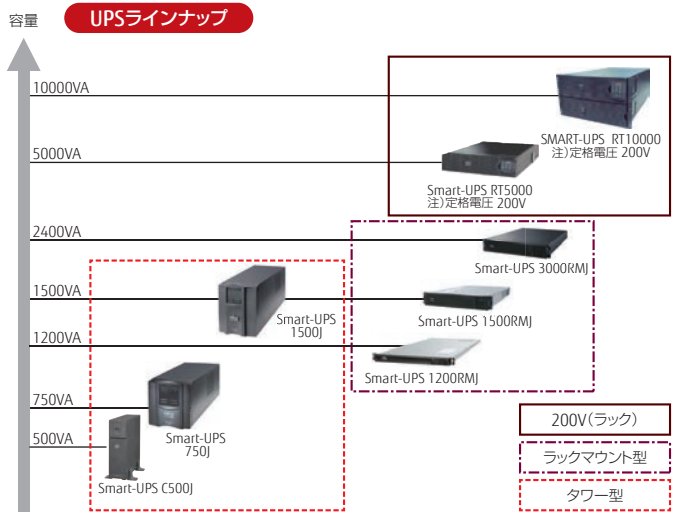 容量
UPSラインナップ
10000VA
SMART-UPS RT10000
注)定格電圧 200V
5000VA
Smart-UPS RT5000
注)定格電圧 200V
2400VA
Smart-UPS 3000RMJ
1500VA
Smart-UPS
1500J
Smart-UPS 1500RMJ
1200VA
Smart-UPS 1200RMJ
750VA
Smart-UPS
750J
500VA
Smart-UPS C500J
200V(ラック)
ラックマウント型
タワー型